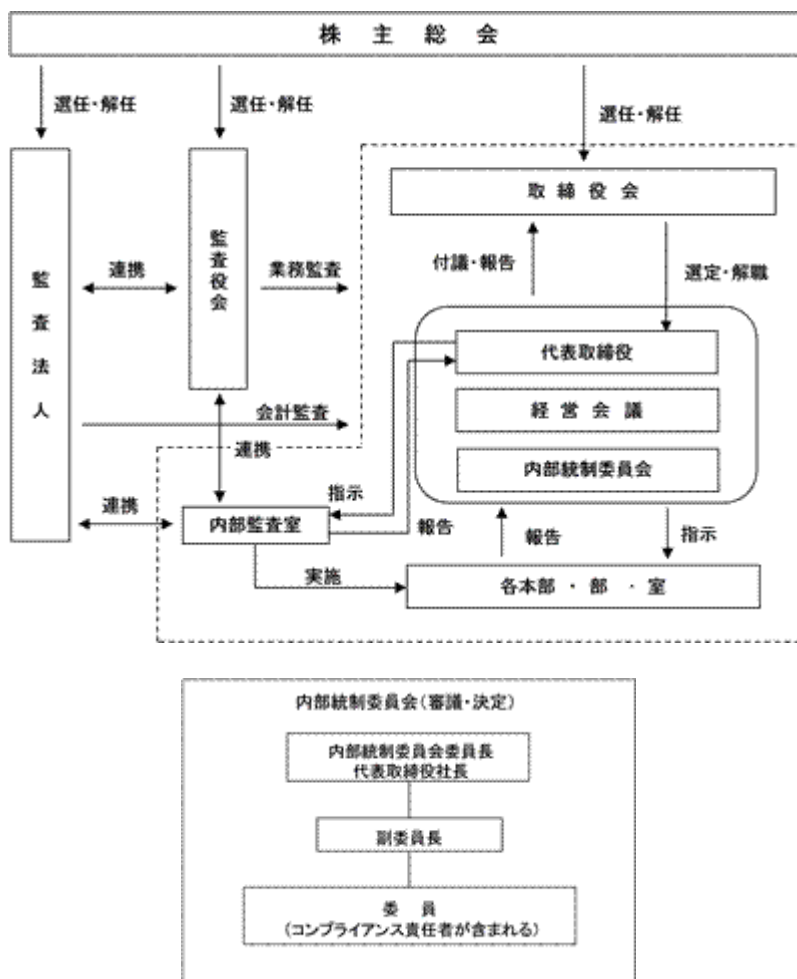 株 主 総 会
選任・解任
選任・解任
選任・解任
取 締 役 会
監査法人
監査役会
連携
業務監査
付議・報告
選定・解職
代表取締役
経 営 会 議
内部統制委員会
会計監査
連携
指示
連携
内部監査室
報告
報告
指示
実施
各本部 ・ 部 ・ 室
内部統制委員会(審議・決定)
内部統制委員会委員長
代表取締役社長
副委員長
委 員
(コンプライアンス責任者が含まれる)